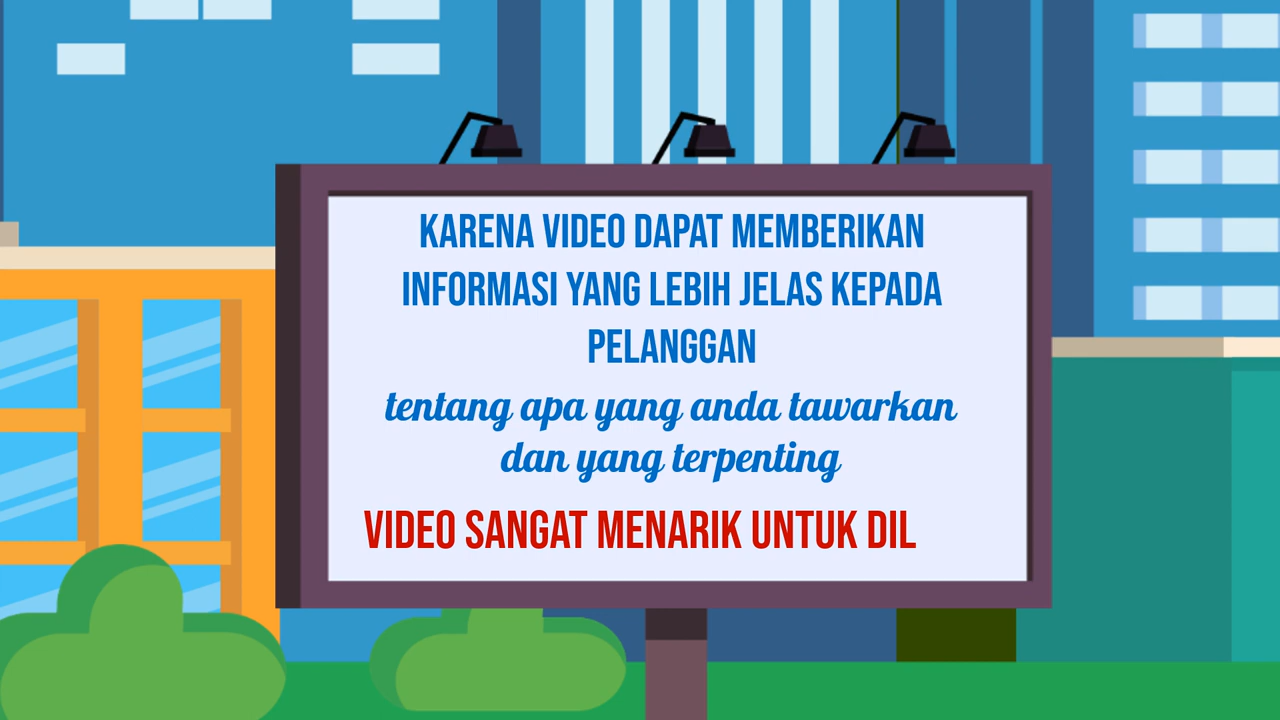 KARENA VIDEO DAPAT MEMBERIKAN
INFORMASI YANG LEBIH JELAS KEPADA
PELANGGAN
tentang apa yang anda tawarkan
dan yang terpenting
VIDEO SANGAT MENARIK UNTUK DIL